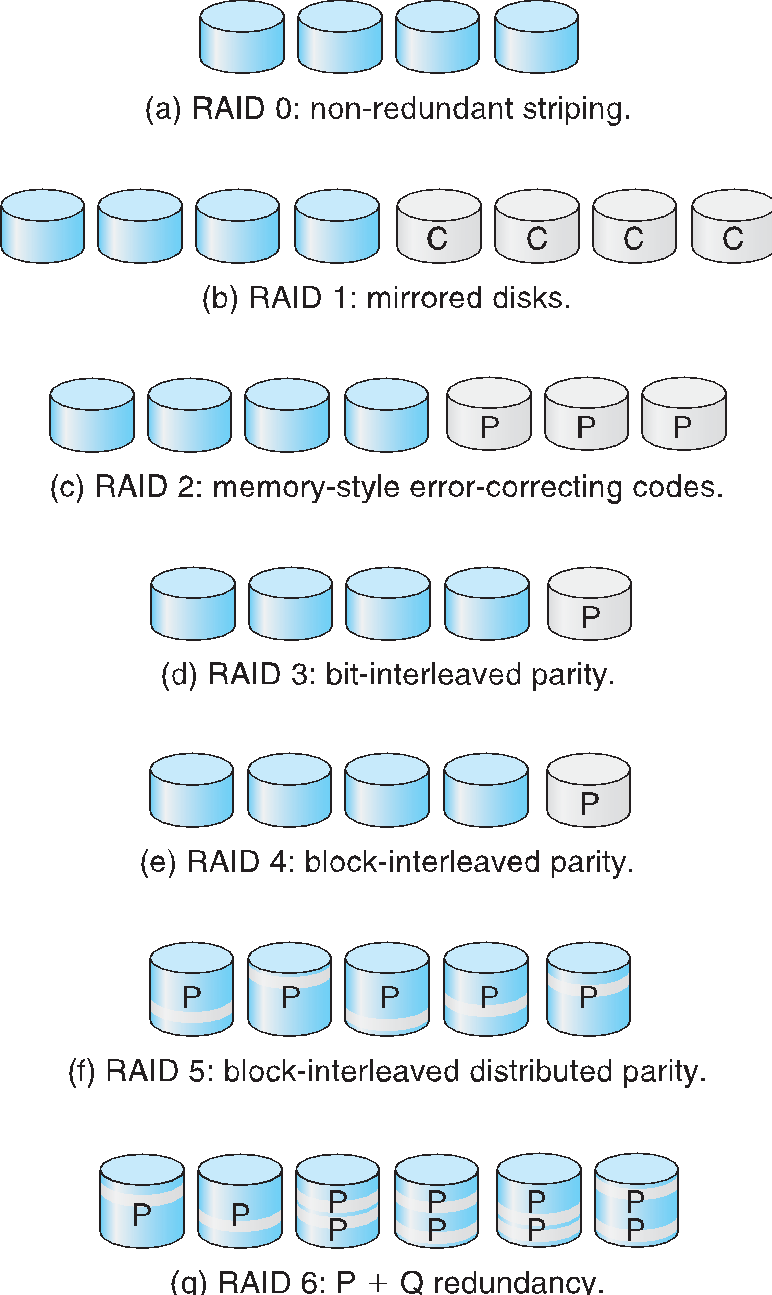 (a) RAID 0: non-redundant striping.
C C C C
(b) RAID 1: mirrored disks.
P P P
(c) RAID 2: memory-style error-correcting codes.
P
(d) RAID 3: bit-interleaved parity.
P
(e) RAID 4: block-interleaved parity.
P P P P P
(f) RAID 5: block-interleaved distributed parity.
P P P P P P
P P P P
(g) RAID 6: P + Q redundancy.